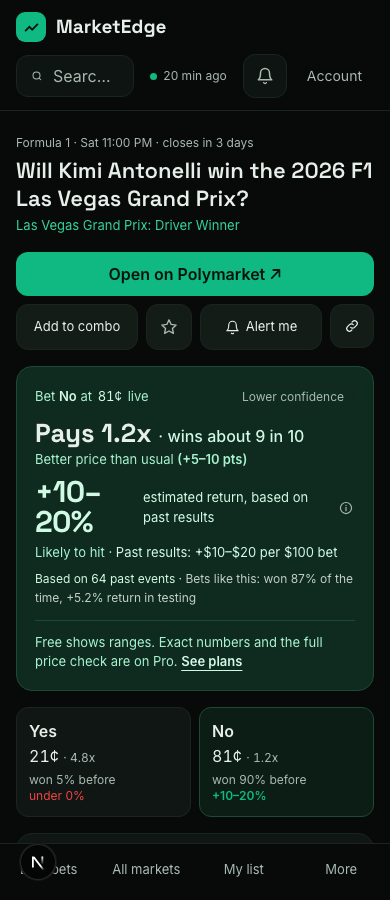 MarketEdge
Searc... 20 min ago Account
Formula 1 · Sat 11:00 PM · closes in 3 days
Will Kimi Antonelli win the 2026 F1
Las Vegas Grand Prix?
Las Vegas Grand Prix: Driver Winner
Open on Polymarket ↗
Add to combo Alert me
Bet No at 81¢ live Lower confidence
Pays 1.2x · wins about 9 in 10
Better price than usual (+5–10 pts)
+10–
20%
estimated return, based on
past results
Likely to hit · Past results: +$10–$20 per $100 bet
Based on 64 past events · Bets like this: won 87% of the
time, +5.2% return in testing
Free shows ranges. Exact numbers and the full
price check are on Pro. See plans
Yes
21¢ · 4.8x
won 5% before
under 0%
No
81¢ · 1.2x
won 90% before
+10–20%
N bets All markets My list More